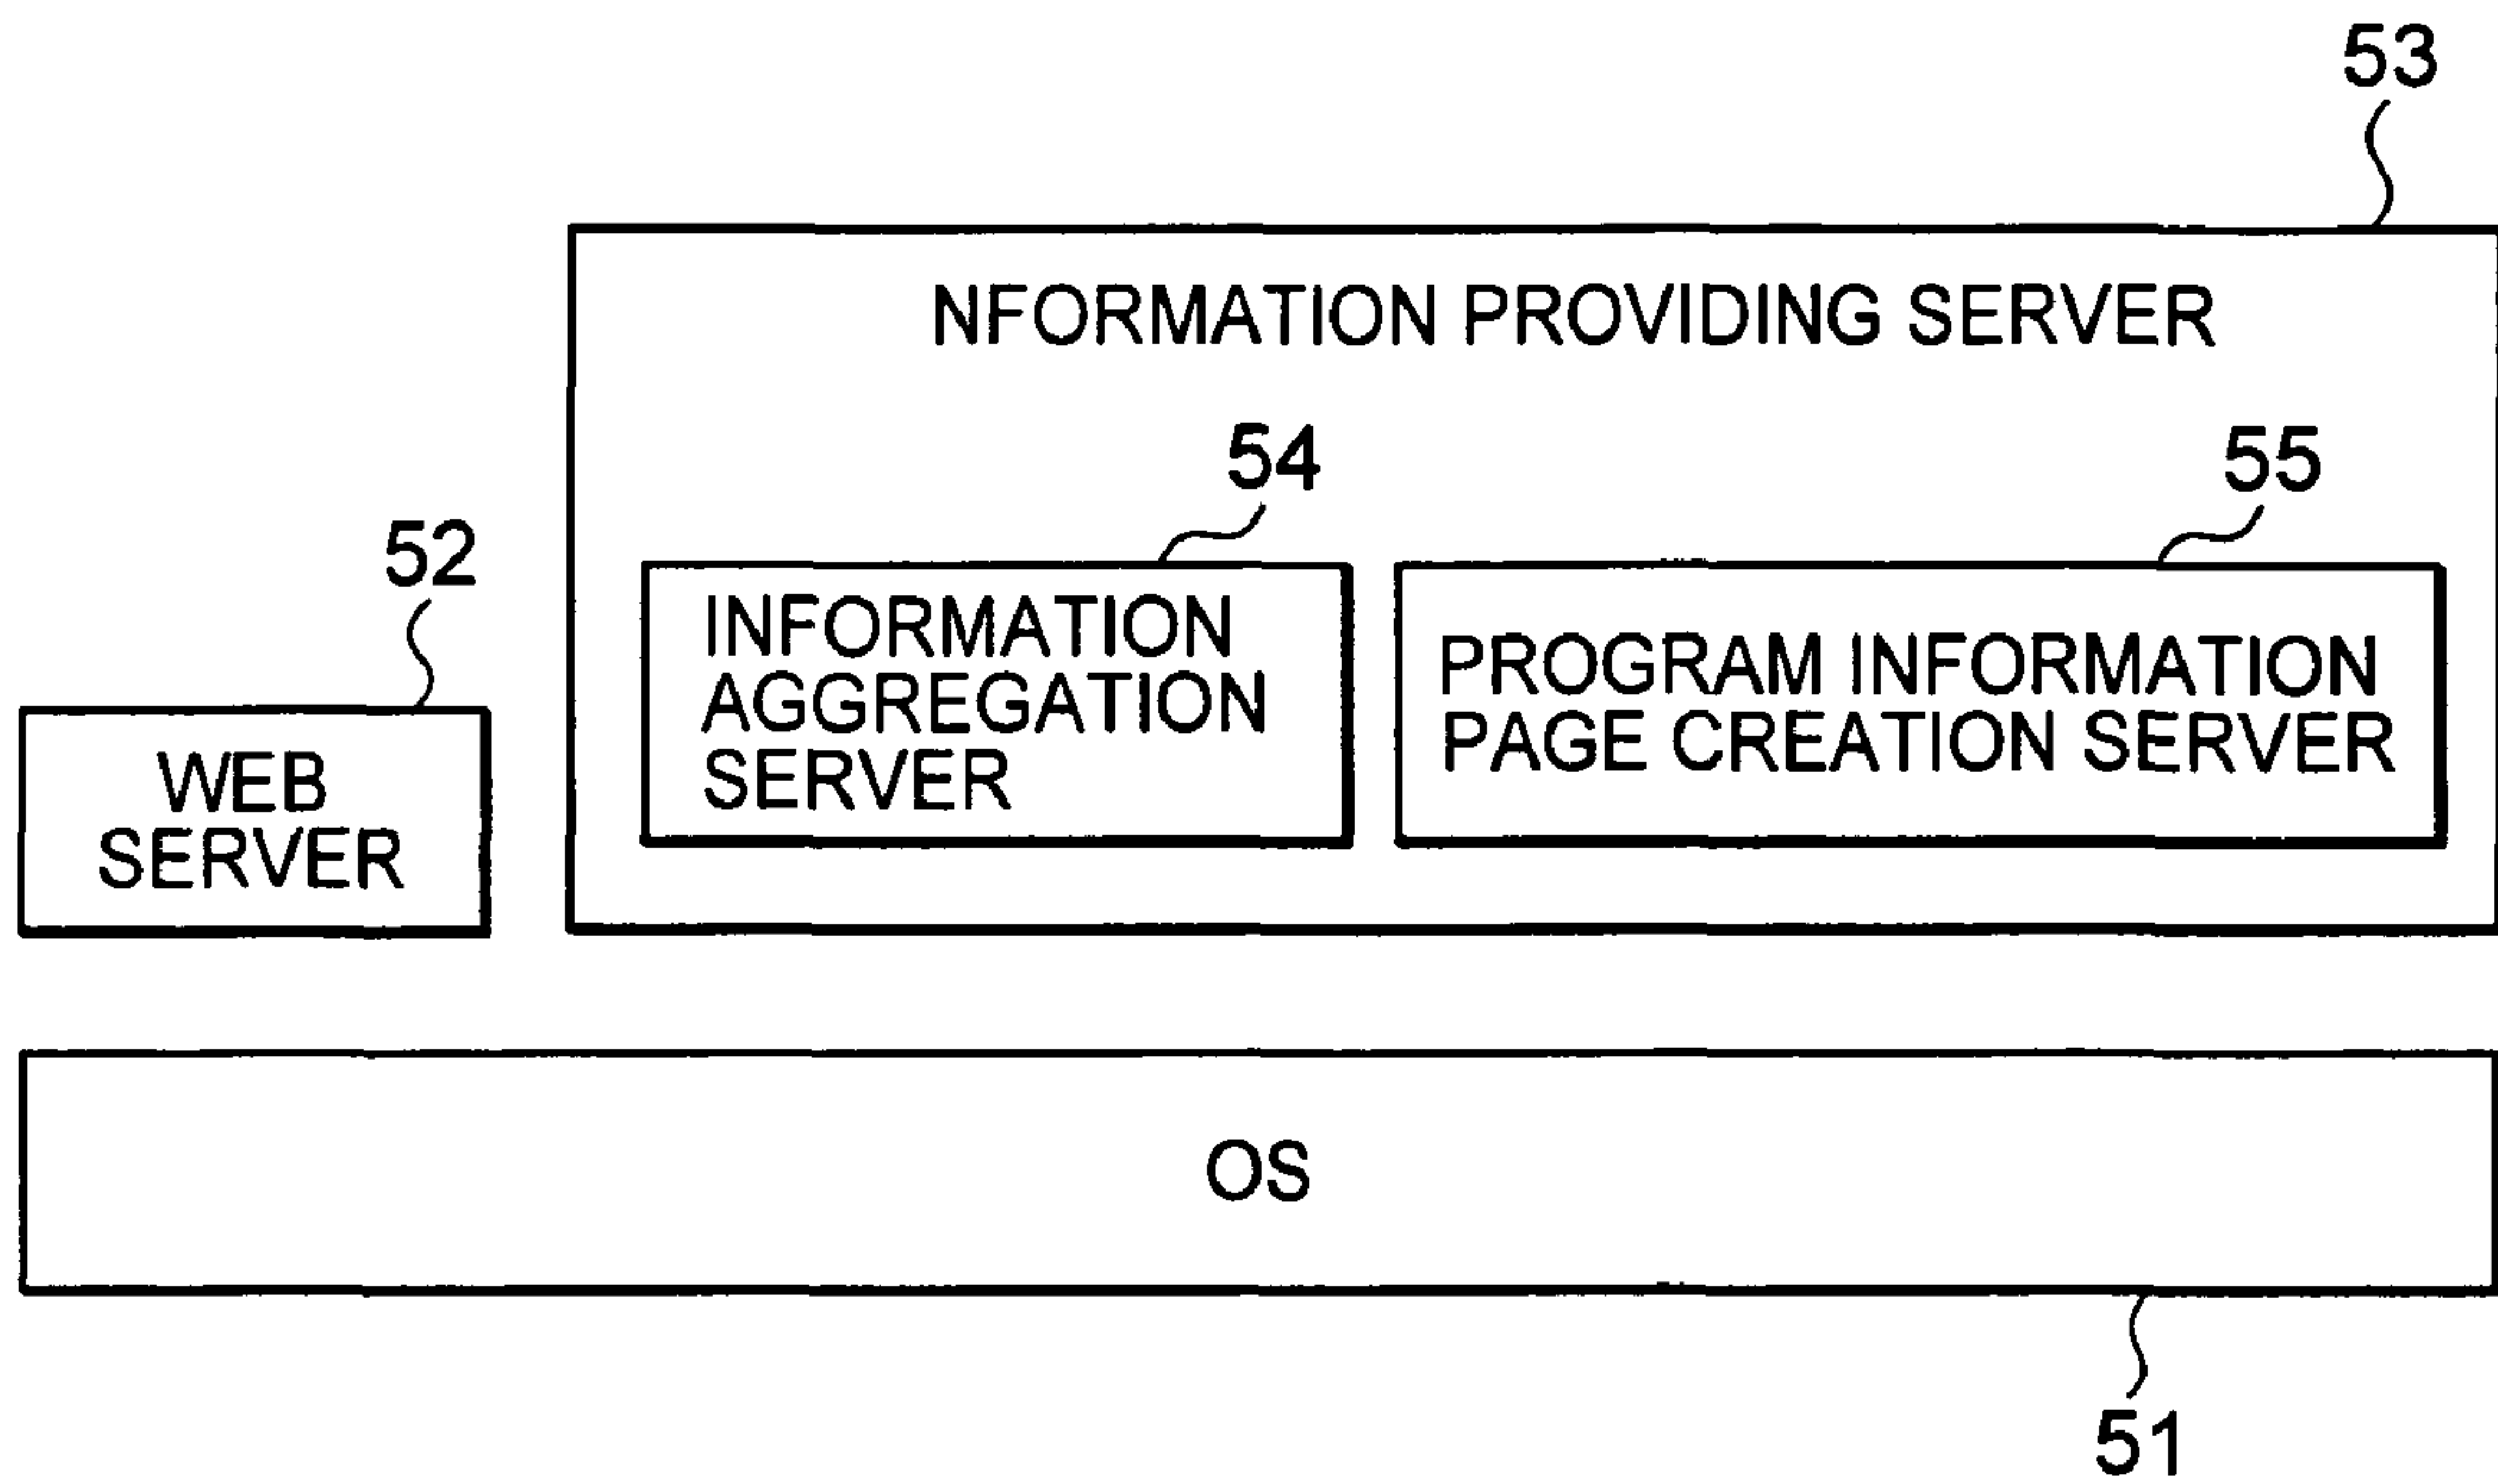 53
NFORMATION PROVIDING SERVER
54
55
52
INFORMATION
AGGREGATION
SERVER
PROGRAM INFORMATION
PAGE CREATION SERVER
WEB
SERVER
OS
51